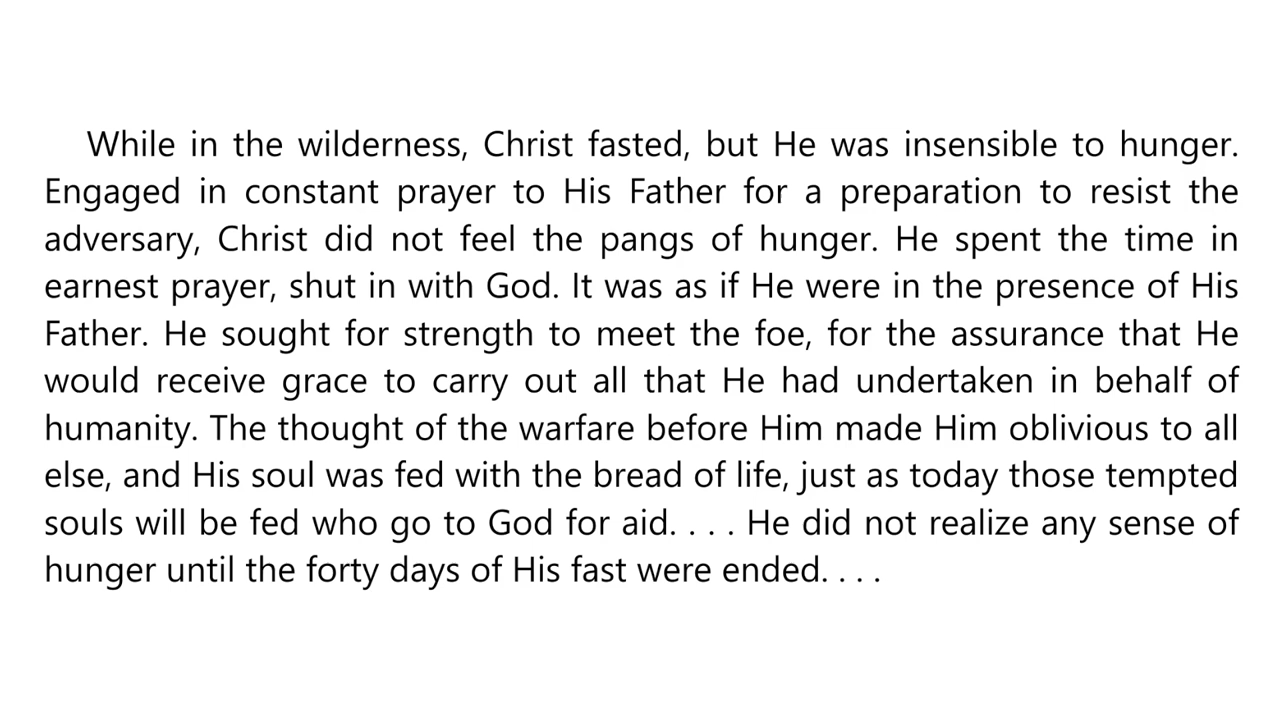 While in the wilderness, Christ fasted, but He was insensible to hunger.
Engaged in constant prayer to His Father for a preparation to resist the
adversary, Christ did not feel the pangs of hunger. He spent the time in
earnest prayer, shut in with God. It was as if He were in the presence of His
Father. He sought for strength to meet the foe, for the assurance that He
would receive grace to carry out all that He had undertaken in behalf of
humanity. The thought of the warfare before Him made Him oblivious to all
else, and His soul was fed with the bread of life, just as today those tempted
souls will be fed who go to God for aid. . . . He did not realize any sense of
hunger until the forty days of His fast were ended. . . .